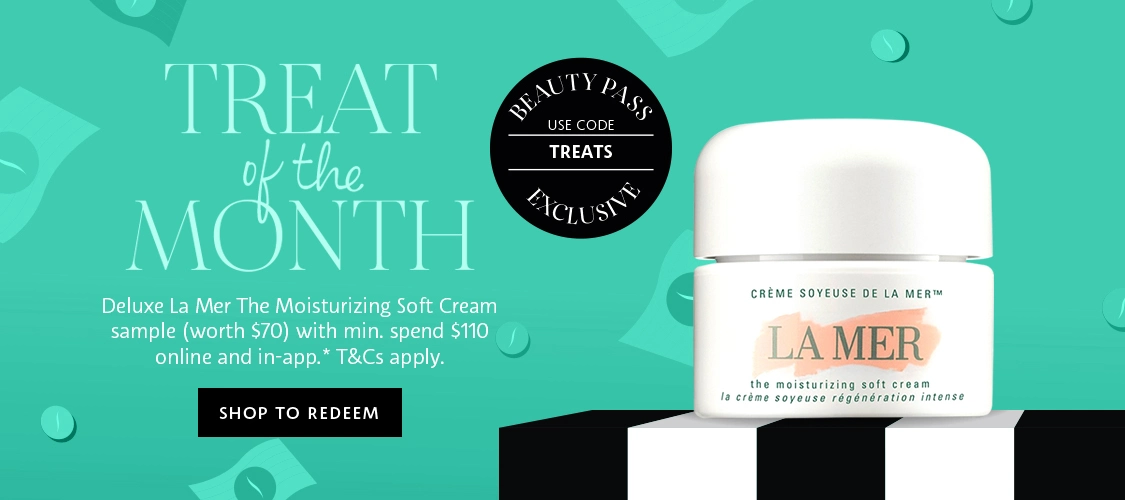 TREAT
of the
MONTH
Deluxe La Mer The Moisturizing Soft Cream
sample (worth $70) with min. spend $110
online and in-app.* T&Cs apply.
SHOP TO REDEEM
BEAUTY PASS
USE CODE
TREATS
EXCLUSIVE
CRÈME SOYEUSE DE LA MER™
LA MER
the moisturizing soft cream
la crème soyeuse régénération intense